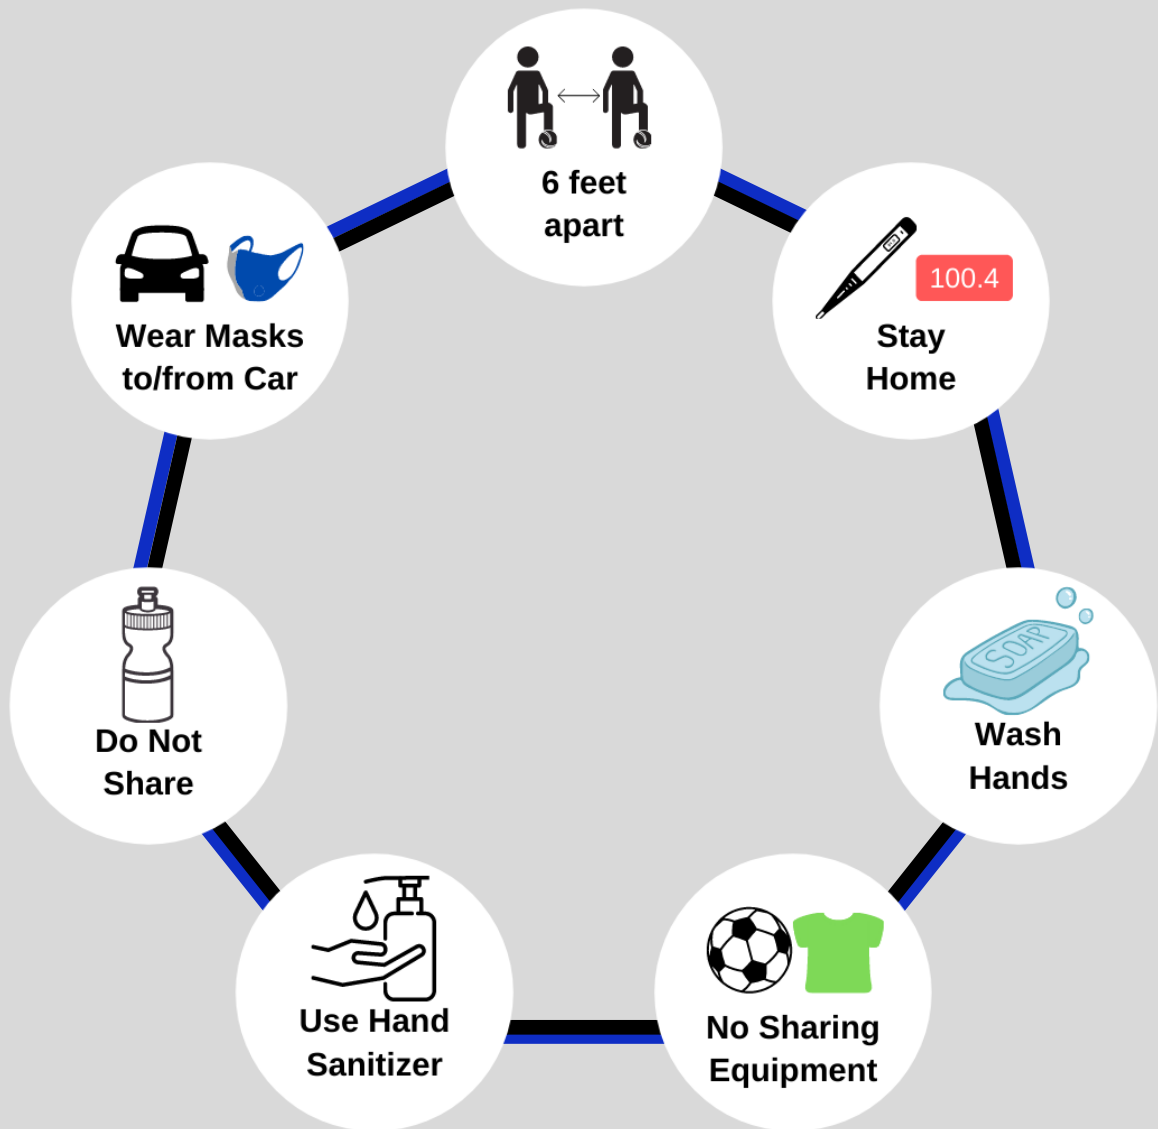 6 feet
apart
100.4
Stay
Home
SOAP
Wash
Hands
No Sharing
Equipment
Use Hand
Sanitizer
Do Not
Share
Wear Masks
to/from Car